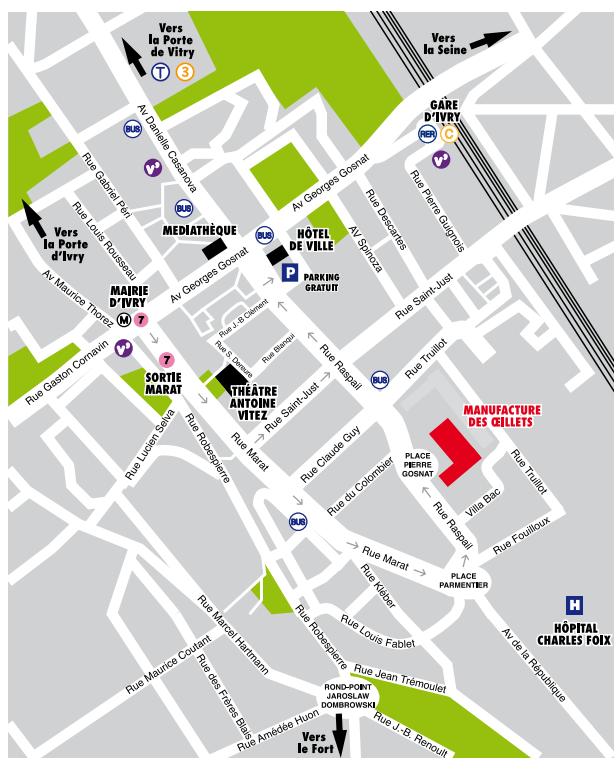 Vers
la Porte
de Vitry
T 3
Vers
la Seine
GARE
D'IVRY
RER C
BUS
Av Danielle Casanova
Rue Gabriel Péri
Rue Louis Rousseau
Vers
la Porte
d'Ivry
Av Maurice Thorez
BUS
MEDIATHÈQUE
BUS
HÔTEL
DE VILLE
P
PARKING
GRATUIT
Av Georges Gosnat
Av Georges Gosnat
Av Spinoza
Rue Descartes
Rue Pierre Guignois
MAIRIE
D'IVRY
M 7
7
SORTIE
MARAT
Rue Gaston Cornavin
Rue J.-B Clément
Rue S. Dereure
Rue Blanqui
Rue Raspail
Rue Saint-Just
Rue Truillot
THÉÂTRE
ANTOINE
VITEZ
BUS
Rue Saint-Just
Rue Lucien Selva
Rue Robespierre
Rue Marat
Rue Claude Guy
Rue du Colombier
MANUFACTURE
DES ŒILLETS
PLACE
PIERRE
GOSNAT
Rue Truillot
Villa Bac
Rue Raspail
Rue Fouilloux
BUS
Rue Marat
PLACE
PARMENTIER
Rue Kléber
H
HÔPITAL
CHARLES FOIX
Rue Marcel Hartmann
Rue Maurice Coutant
Rue des Frères Blais
Rue Robespierre
Rue Louis Fablet
Rue Jean Trémoulet
Av de la République
ROND-POINT
JAROSLAW
DOMBROWSKI
Rue Amédée Huon
Rue J.-B. Renoult
Vers
le Fort